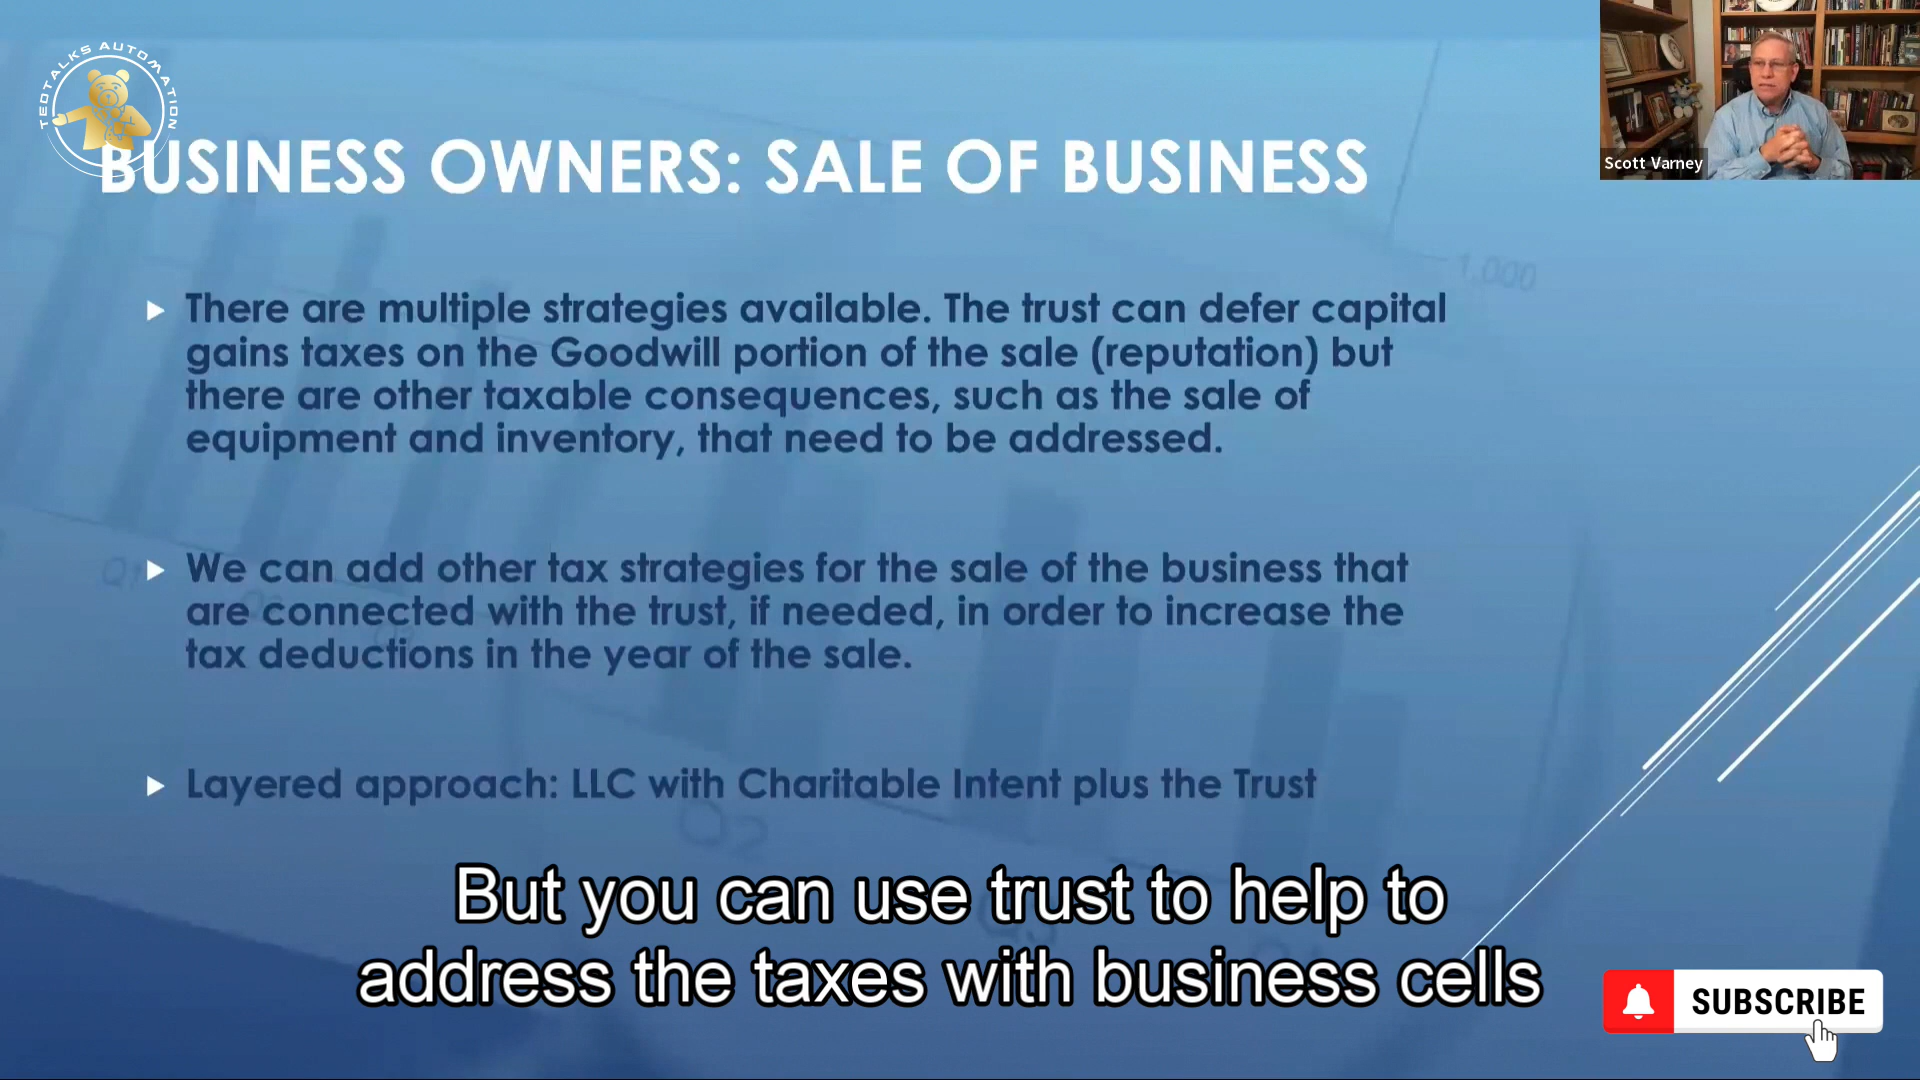 TEDTALKS AUTOMATION
Scott Varney
BUSINESS OWNERS: SALE OF BUSINESS
1,000
There are multiple strategies available. The trust can defer capital
gains taxes on the Goodwill portion of the sale (reputation) but
there are other taxable consequences, such as the sale of
equipment and inventory, that need to be addressed.
We can add other tax strategies for the sale of the business that
are connected with the trust, if needed, in order to increase the
tax deductions in the year of the sale.
Layered approach: LLC with Charitable Intent plus the Trust
Q2
Q3
But you can use trust to help to
address the taxes with business cells
SUBSCRIBE